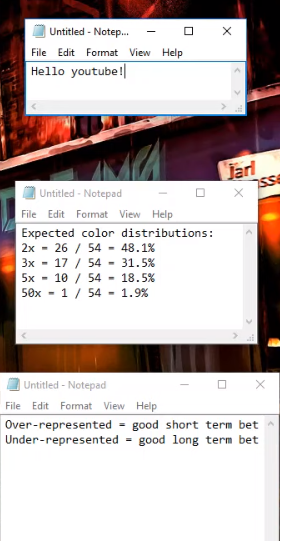 Untitled - Notep...
File Edit Format View Help
Hello youtube!
Järl
Untitled - Notepad
File Edit Format View Help
Expected color distributions:
2x = 26 / 54 = 48.1%
3x = 17 / 54 = 31.5%
5x = 10 / 54 = 18.5%
50x = 1 / 54 = 1.9%
Untitled - Notepad
File Edit Format View Help
Over-represented = good short term bet
Under-represented = good long term bet